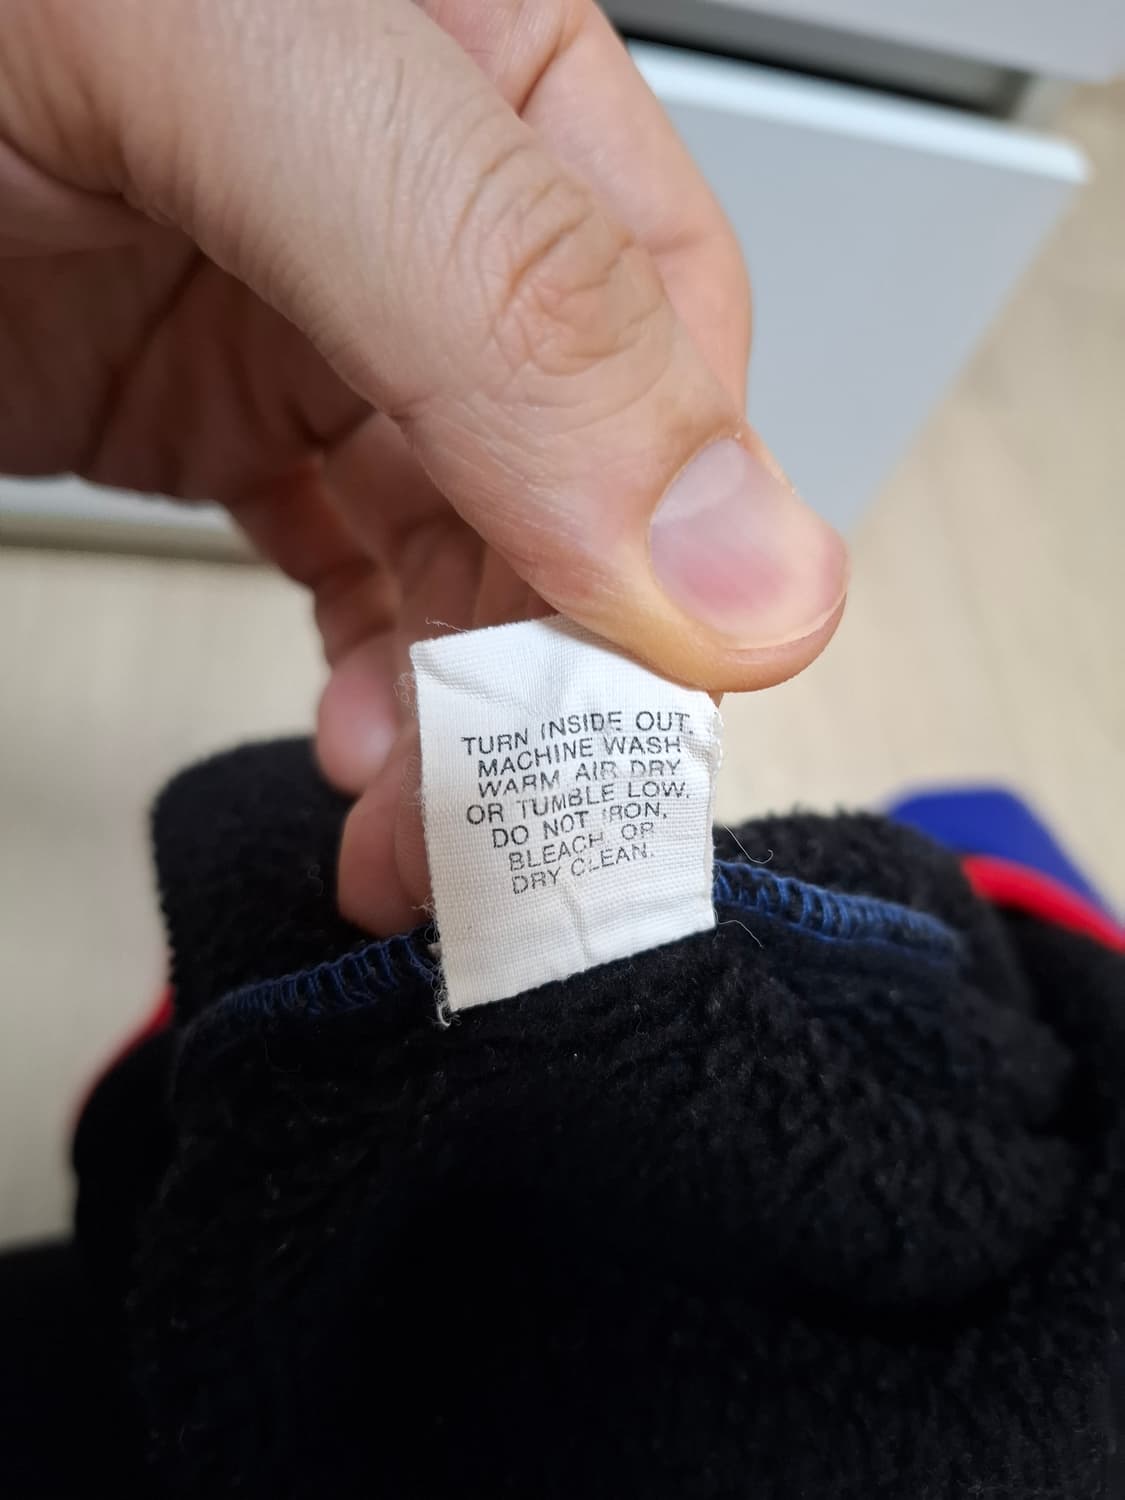 TURN INSIDE OUT.
MACHINE WASH
WARM AIR DRY
OR TUMBLE LOW.
DO NOT IRON,
BLEACH OR
DRY CLEAN.